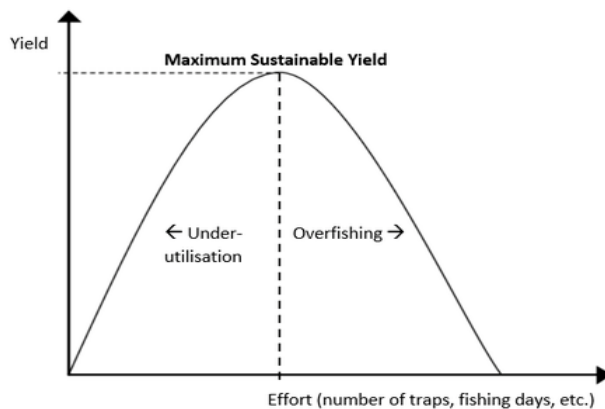 Yield
Maximum Sustainable Yield
← Under-
utilisation
Overfishing →
Effort (number of traps, fishing days, etc.)